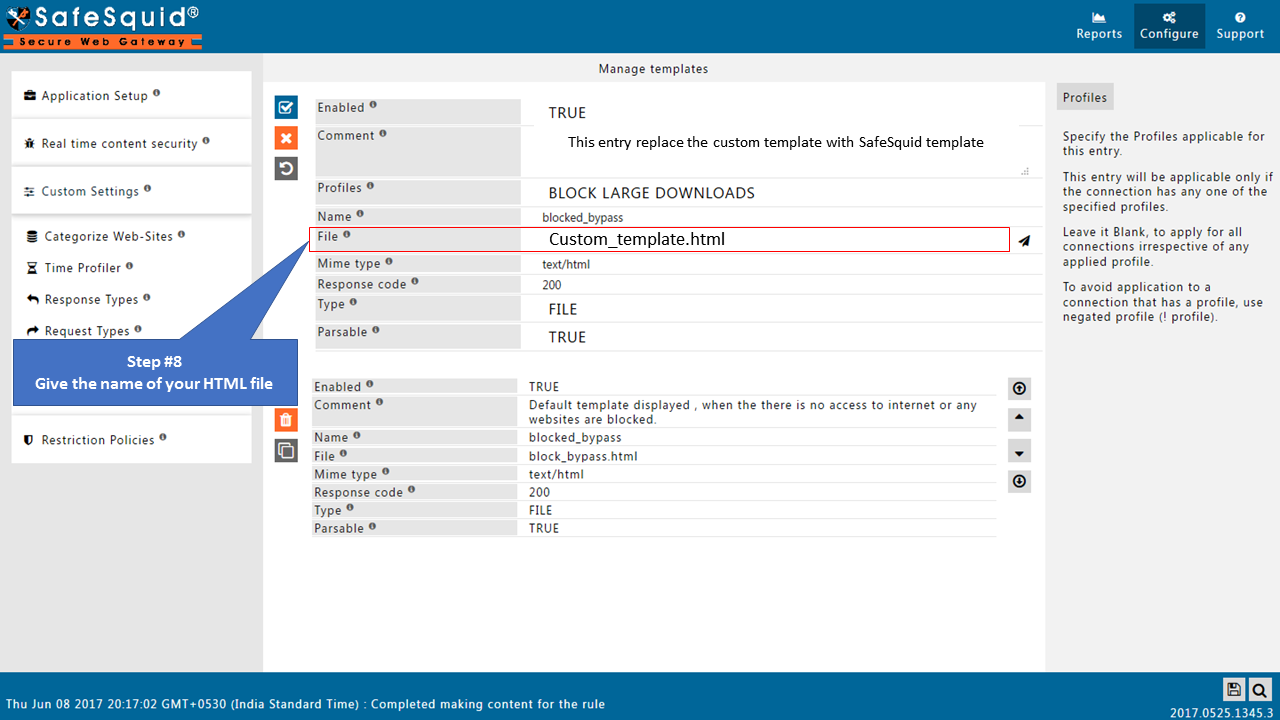 SafeSquid®
Secure Web Gateway
Reports
Configure
Support
Manage templates
Application Setup
Real time content security
Custom Settings
Categorize Web-Sites
Time Profiler
Response Types
Request Types
Restriction Policies
Step #8
Give the name of your HTML file
Enabled TRUE
Comment This entry replace the custom template with SafeSquid template
Profiles BLOCK LARGE DOWNLOADS
Name blocked_bypass
File Custom_template.html
Mime type text/html
Response code 200
Type FILE
Parsable TRUE
Enabled TRUE
Comment Default template displayed , when the there is no access to internet or any
websites are blocked.
Name blocked_bypass
File block_bypass.html
Mime type text/html
Response code 200
Type FILE
Parsable TRUE
Profiles
Specify the Profiles applicable for
this entry.
This entry will be applicable only if
the connection has any one of the
specified profiles.
Leave it Blank, to apply for all
connections irrespective of any
applied profile.
To avoid application to a
connection that has a profile, use
negated profile (! profile).
Thu Jun 08 2017 20:17:02 GMT+0530 (India Standard Time) : Completed making content for the rule
2017.0525.1345.3